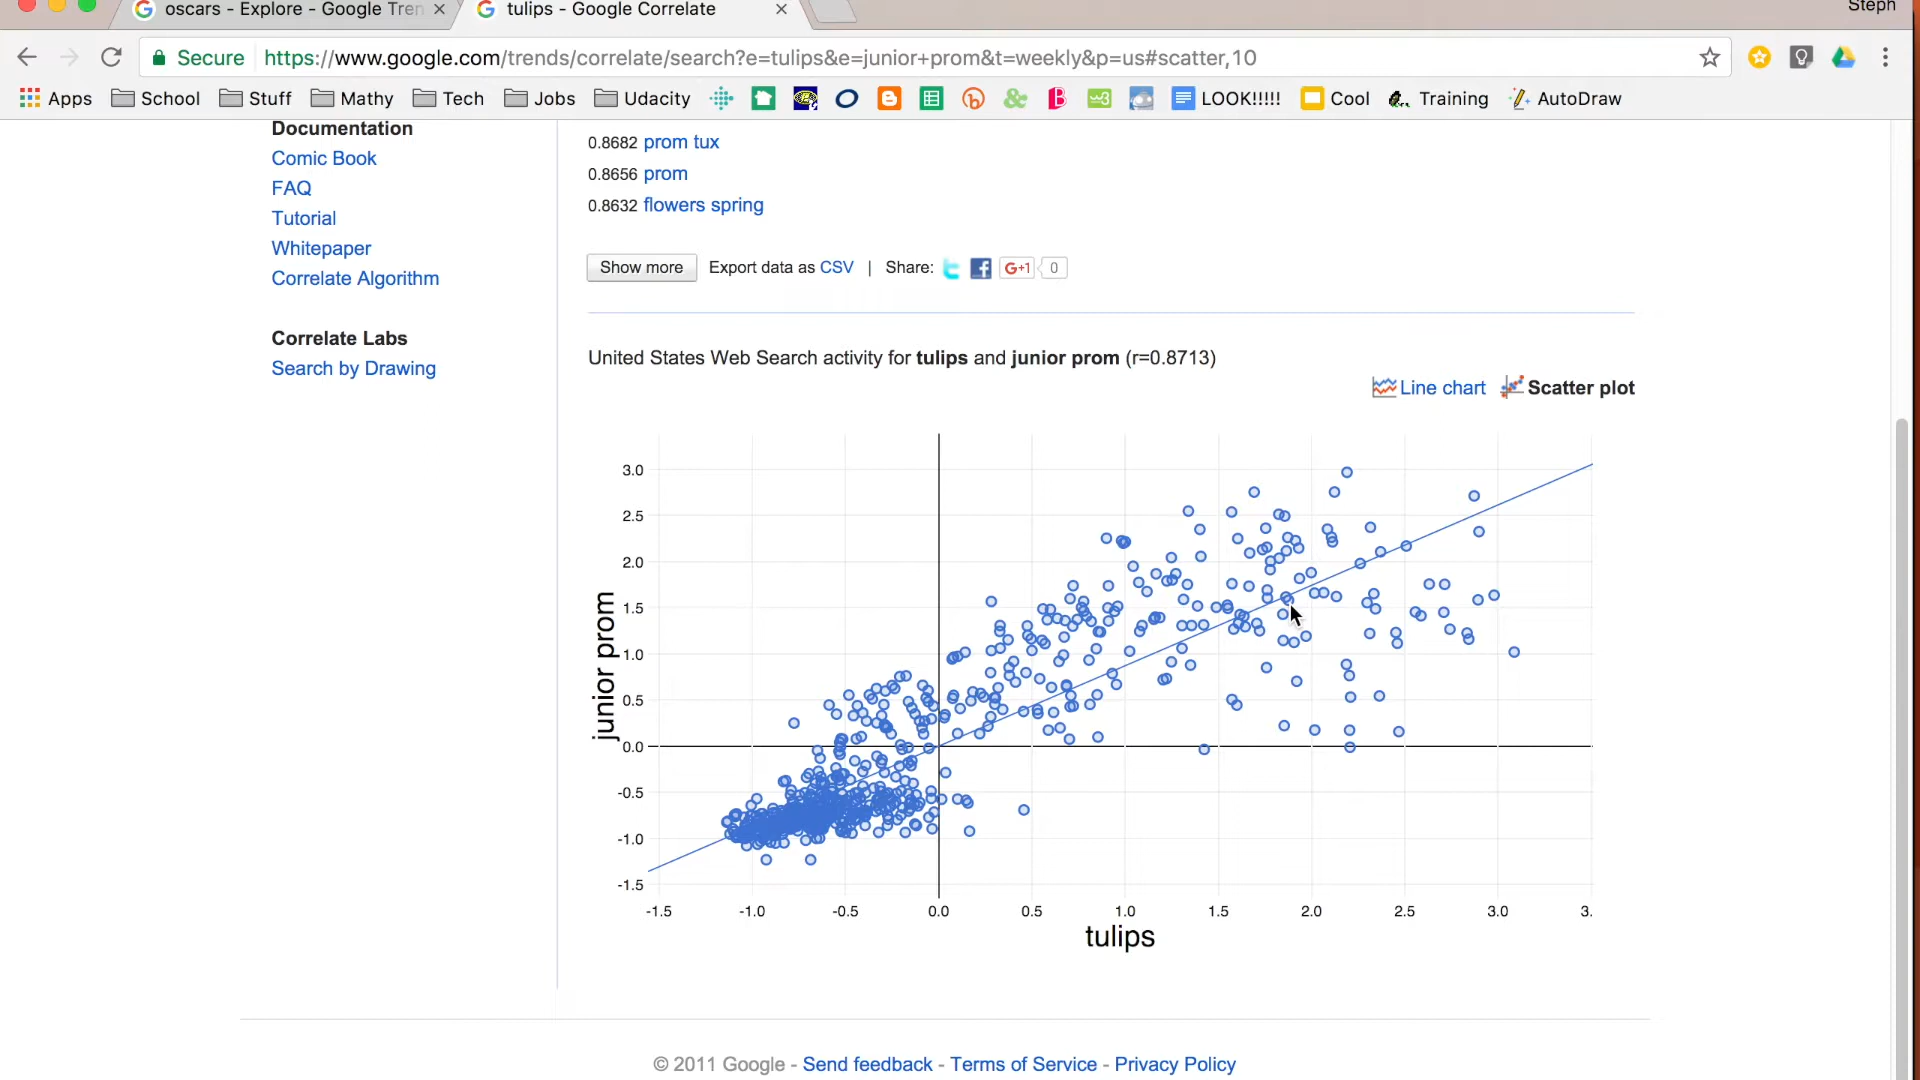 Steph
oscars - Explore - Google Tren
tulips - Google Correlate
Secure https://www.google.com/trends/correlate/search?e=tulips&e=junior+prom&t=weekly&p=us#scatter,10
Apps School Stuff Mathy Tech Jobs Udacity LOOK!!!!! Cool Training AutoDraw
Documentation
Comic Book
FAQ
Tutorial
Whitepaper
Correlate Algorithm
Correlate Labs
Search by Drawing
0.8682 prom tux
0.8656 prom
0.8632 flowers spring
Show more Export data as CSV | Share: G+1 0
United States Web Search activity for tulips and junior prom (r=0.8713)
Line chart Scatter plot
junior prom
3.0
2.5
2.0
1.5
1.0
0.5
0.0
-0.5
-1.0
-1.5
-1.5 -1.0 -0.5 0.0 0.5 1.0 1.5 2.0 2.5 3.0 3.
tulips
© 2011 Google - Send feedback - Terms of Service - Privacy Policy